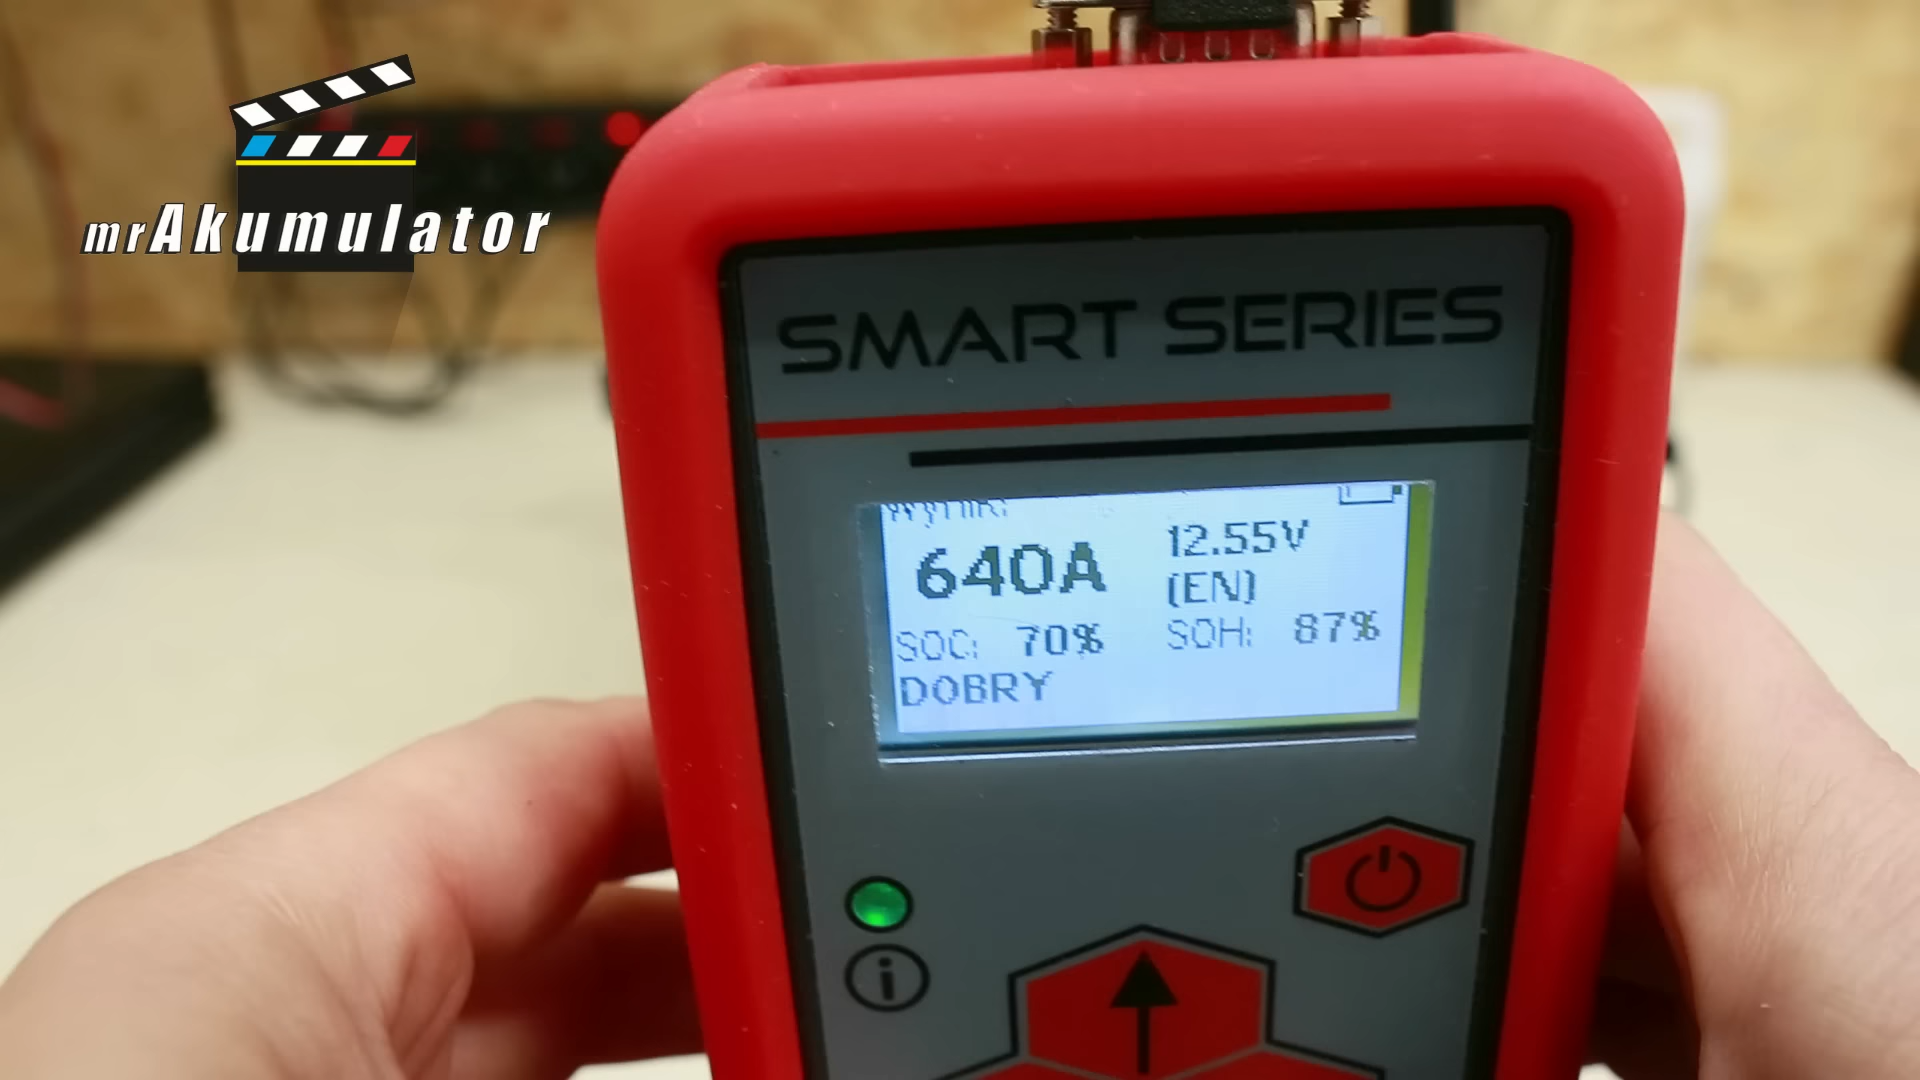 mrAkumulator
SMART SERIES
Wynik:
640A
12.55V
(EN)
SOC: 70%
SOH: 87%
DOBRY